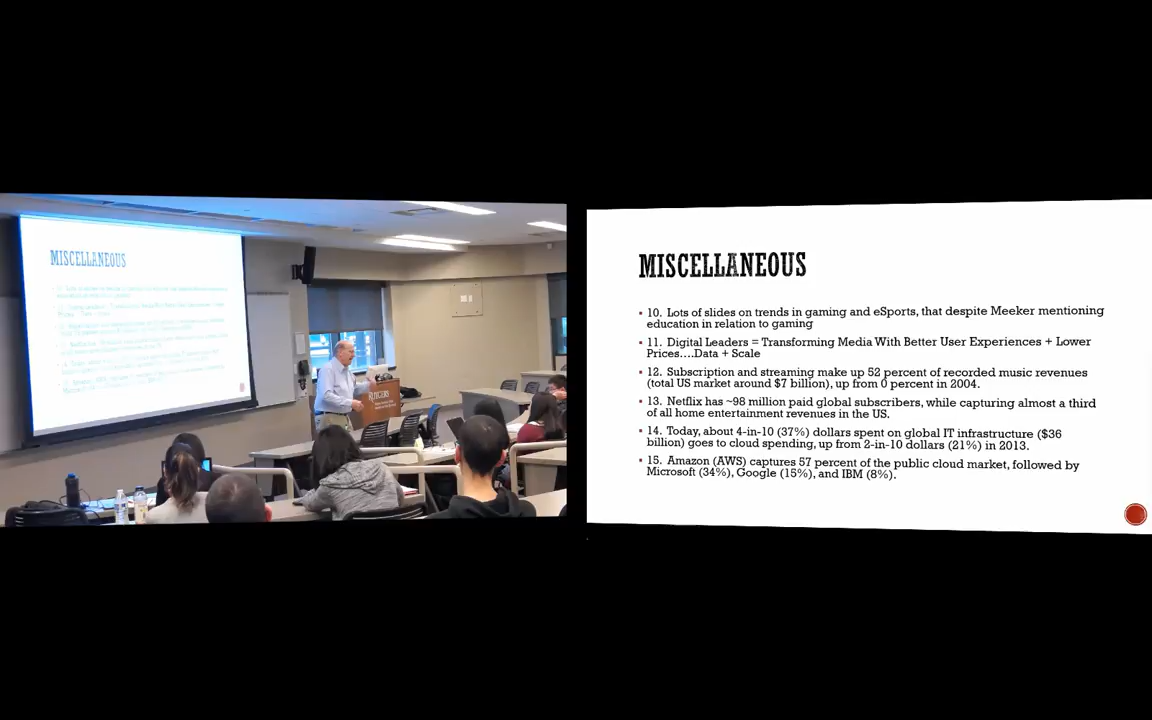 MISCELLANEOUS
RUTGERS
MISCELLANEOUS
▪ 10. Lots of slides on trends in gaming and eSports, that despite Meeker mentioning
education in relation to gaming
▪ 11. Digital Leaders = Transforming Media With Better User Experiences + Lower
Prices....Data + Scale
▪ 12. Subscription and streaming make up 52 percent of recorded music revenues
(total US market around $7 billion), up from 0 percent in 2004.
▪ 13. Netflix has ~98 million paid global subscribers, while capturing almost a third
of all home entertainment revenues in the US.
▪ 14. Today, about 4-in-10 (37%) dollars spent on global IT infrastructure ($36
billion) goes to cloud spending, up from 2-in-10 dollars (21%) in 2013.
▪ 15. Amazon (AWS) captures 57 percent of the public cloud market, followed by
Microsoft (34%), Google (15%), and IBM (8%).